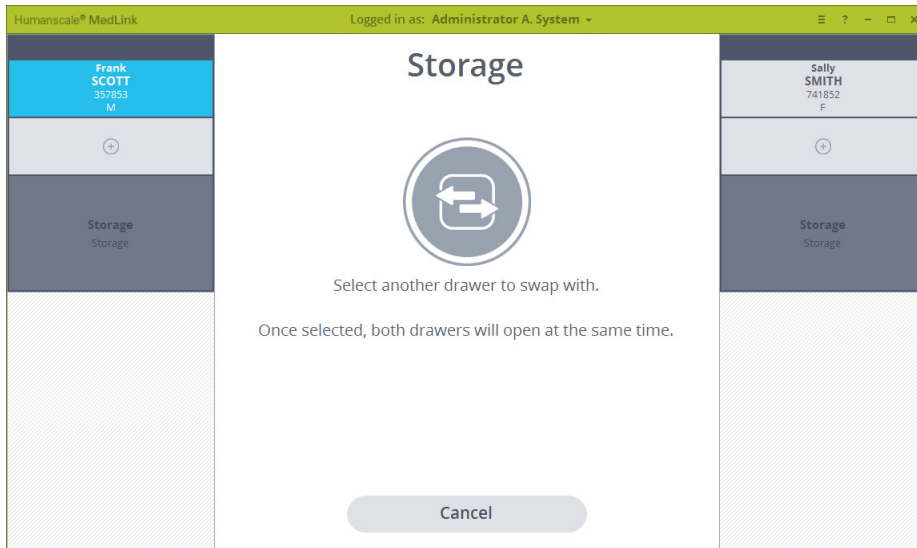 Humanscale® MedLink
Logged in as: Administrator A. System
?
Frank
SCOTT
357853
M
Storage
Storage
Storage
Select another drawer to swap with.
Once selected, both drawers will open at the same time.
Cancel
Sally
SMITH
741852
F
Storage
Storage